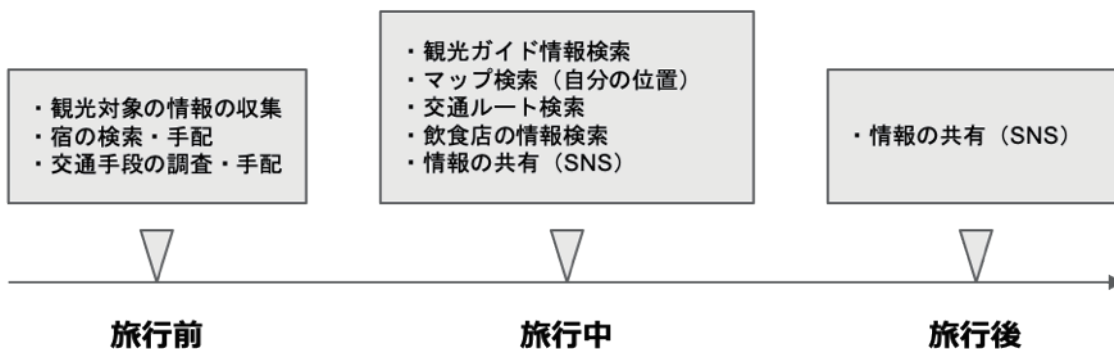 ・観光対象の情報の収集
・宿の検索・手配
・交通手段の調査・手配
・観光ガイド情報検索
・マップ検索（自分の位置）
・交通ルート検索
・飲食店の情報検索
・情報の共有（SNS）
・情報の共有（SNS）
旅行前
旅行中
旅行後